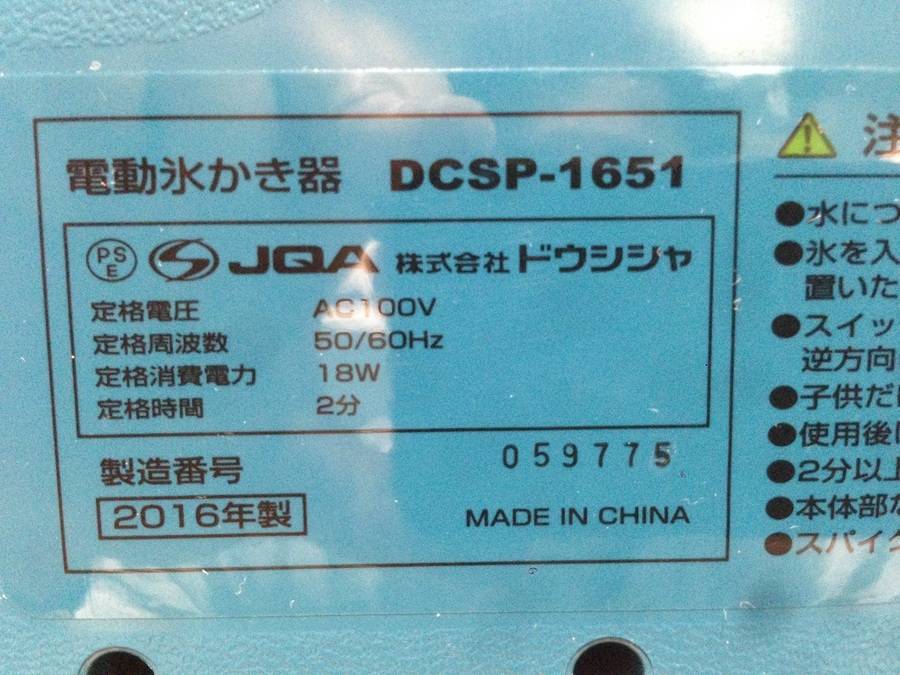 電動氷かき器 DCSP-1651
PS E JQA 株式会社ドウシシャ
定格電圧 AC100V
定格周波数 50/60Hz
定格消費電力 18W
定格時間 2分
製造番号 059775
2016年製 MADE IN CHINA
注
●水につ
●氷を入
置いた
●スイッ
逆方向
●子供だけ
●使用後は
●2分以上
●本体部な
●スパイ